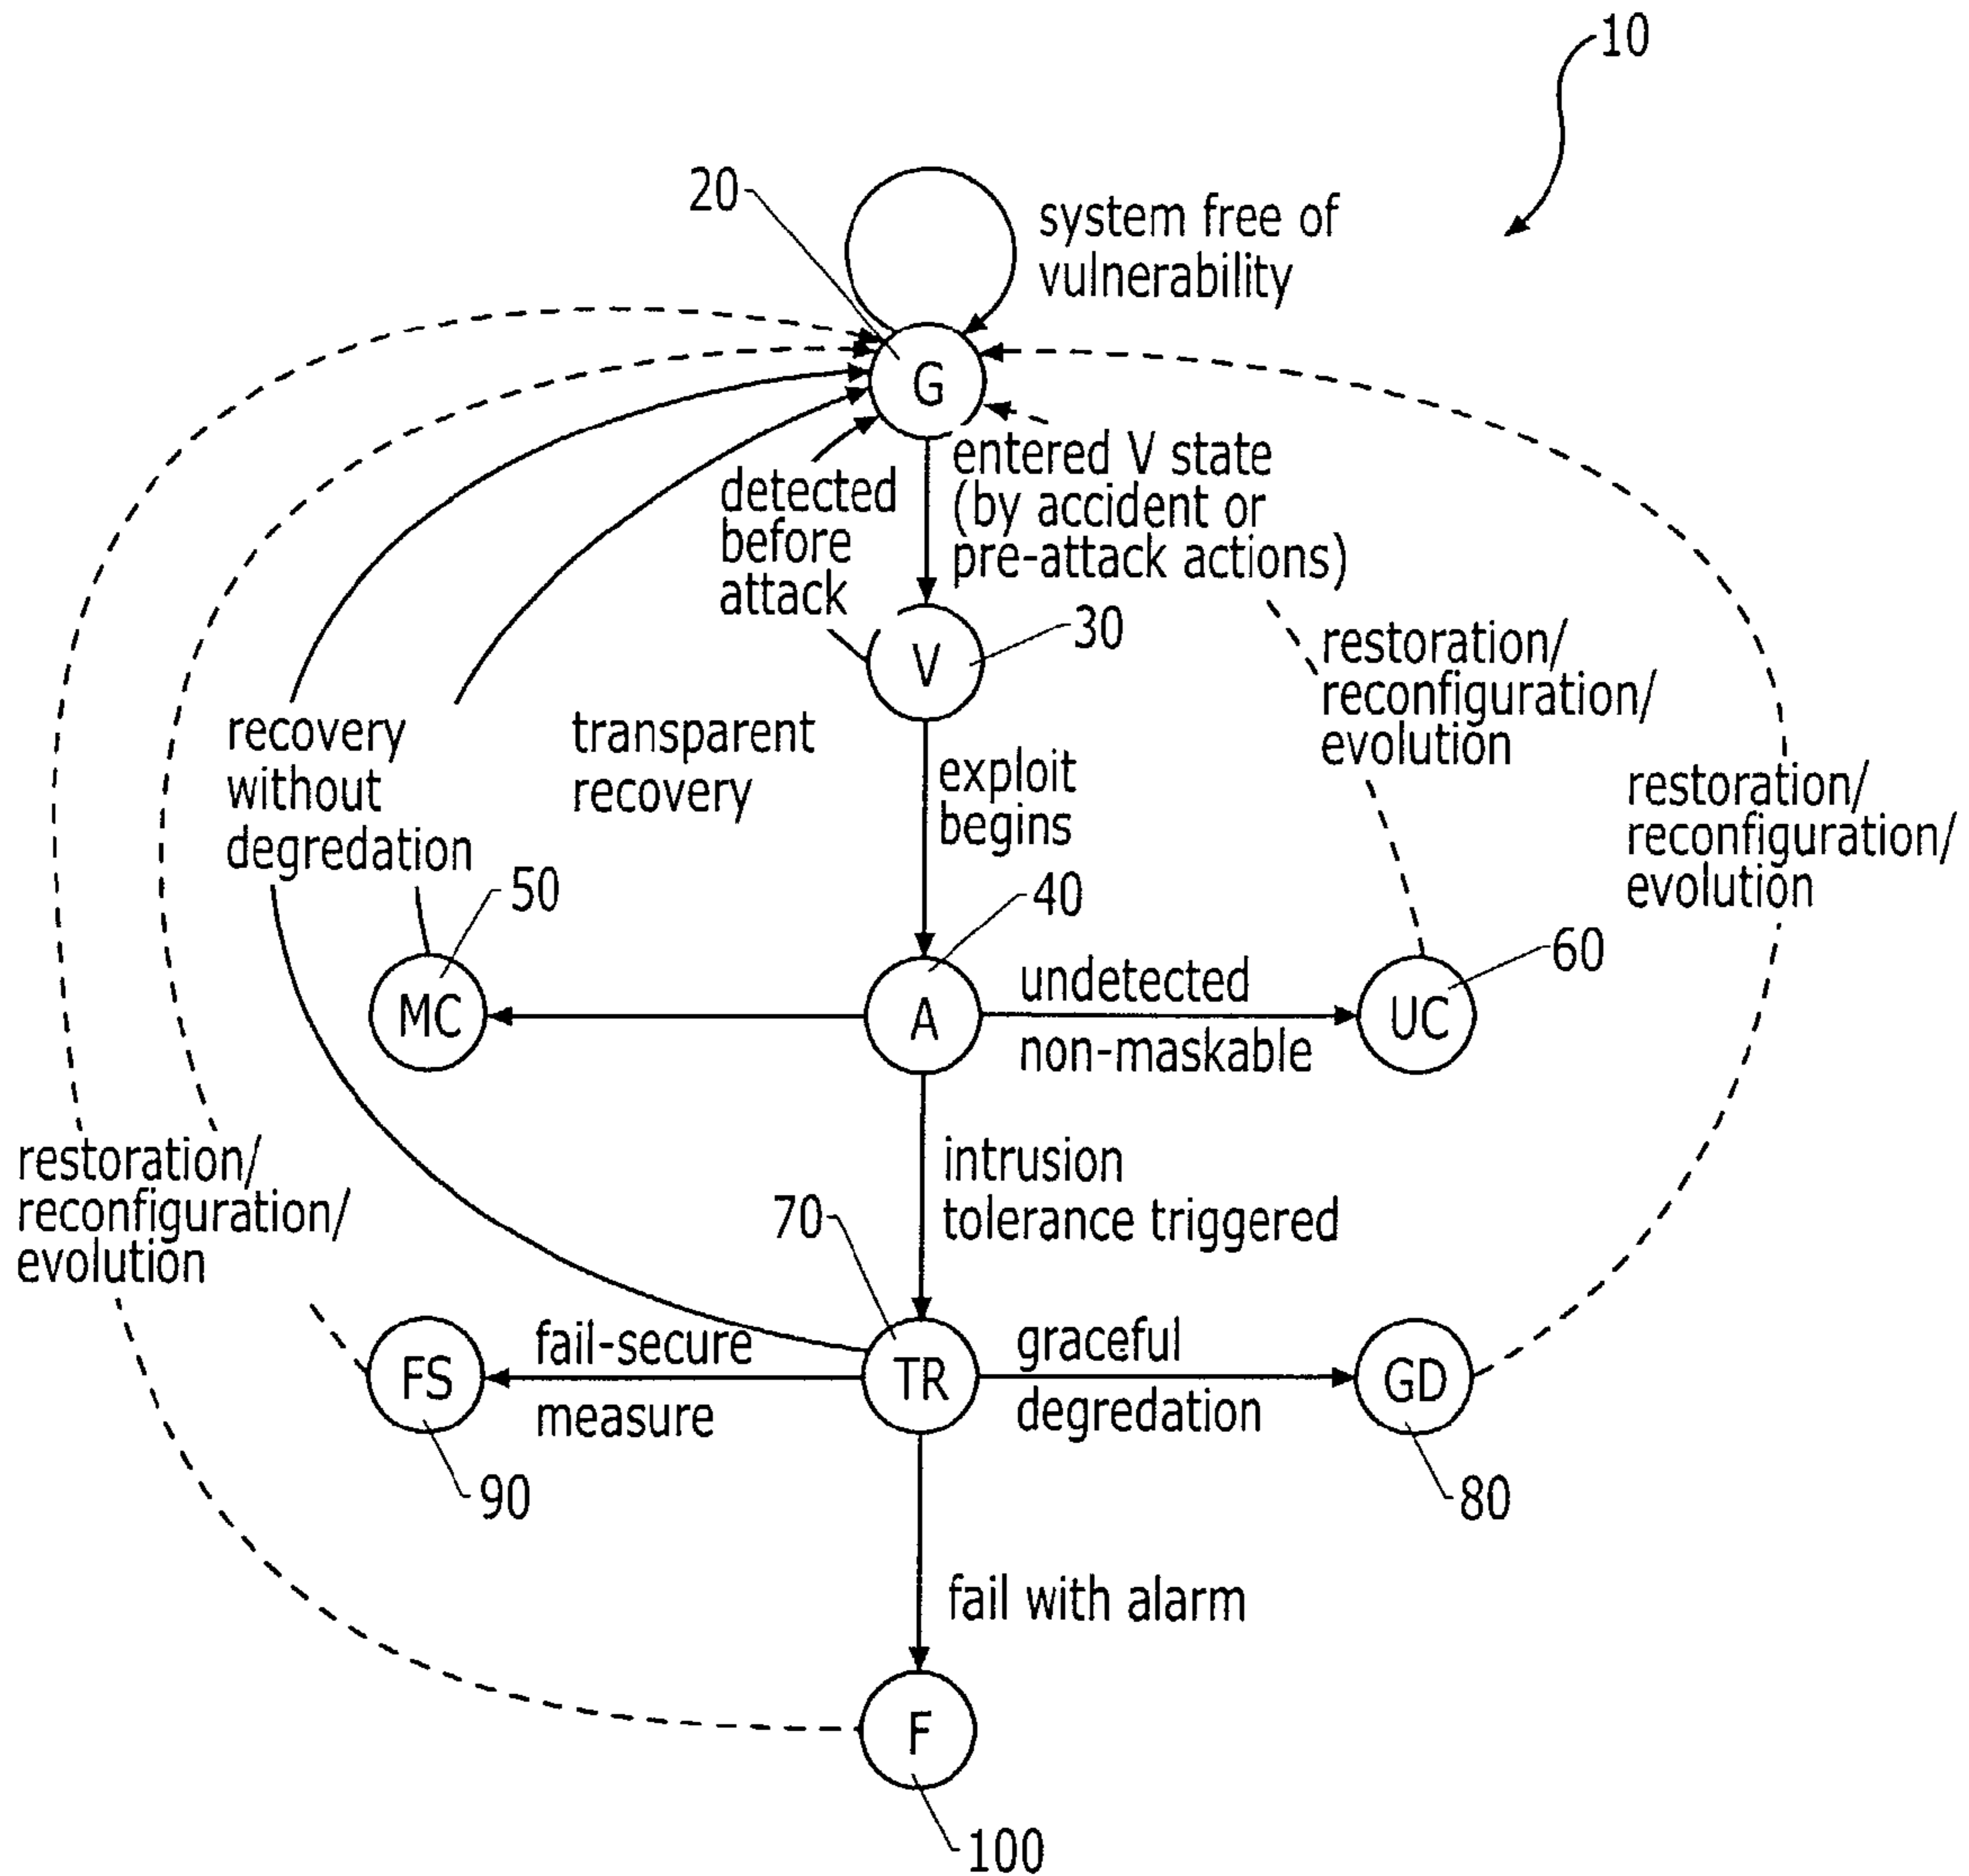 10
20
system free of
vulnerability
G
detected
before
attack
entered V state
(by accident or
pre-attack actions)
30
V
restoration/
reconfiguration/
evolution
recovery
without
degredation
transparent
recovery
exploit
begins
restoration/
reconfiguration/
evolution
50
40
60
MC
A
undetected
non-maskable
UC
restoration/
reconfiguration/
evolution
intrusion
tolerance triggered
70
FS
fail-secure
measure
TR
graceful
degredation
GD
90
80
fail with alarm
F
100